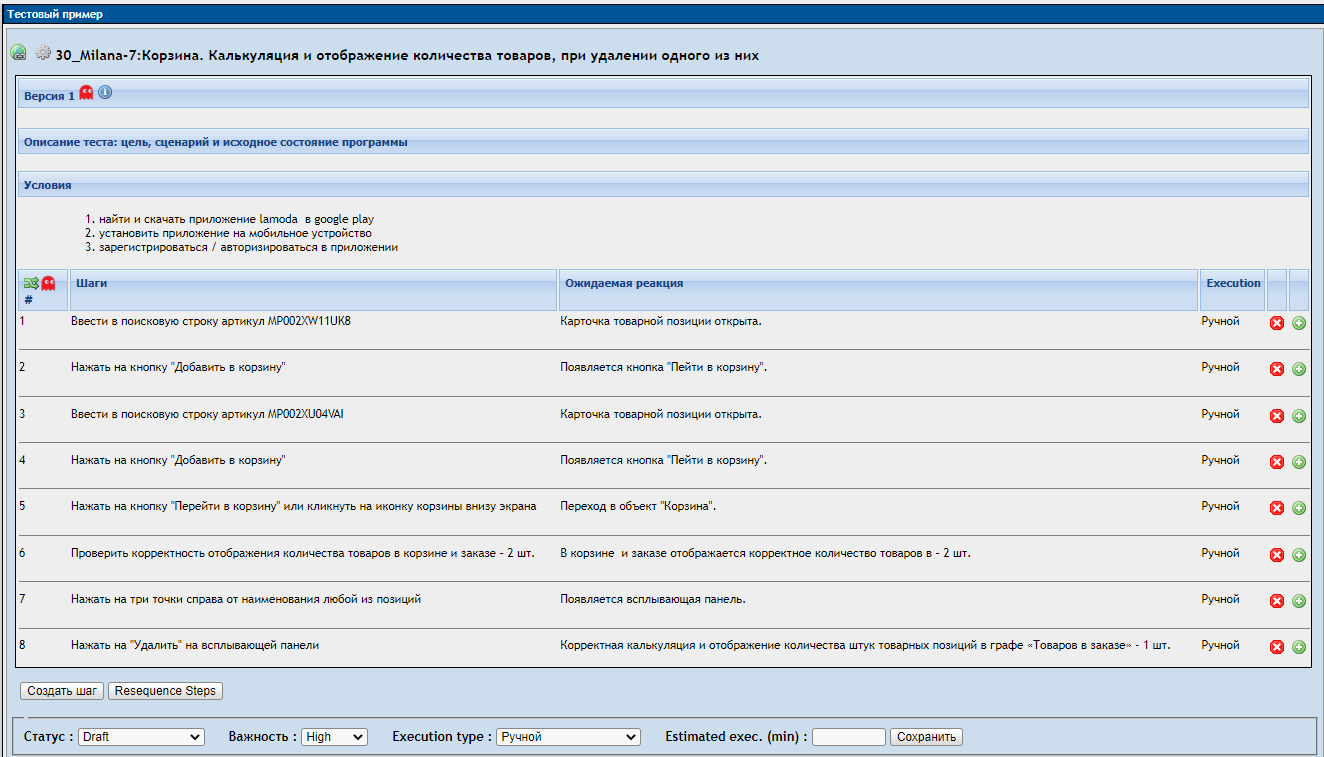 Тестовый пример
30_Milana-7:Корзина. Калькуляция и отображение количества товаров, при удалении одного из них
Версия 1
Описание теста: цель, сценарий и исходное состояние программы
Условия
1. найти и скачать приложение lamoda в google play
2. установить приложение на мобильное устройство
3. зарегистрироваться / авторизироваться в приложении
# Шаги Ожидаемая реакция Execution
1 Ввести в поисковую строку артикул MP002XW11UK8 Карточка товарной позиции открыта. Ручной
2 Нажать на кнопку "Добавить в корзину" Появляется кнопка "Пейти в корзину". Ручной
3 Ввести в поисковую строку артикул MP002XU04VAI Карточка товарной позиции открыта. Ручной
4 Нажать на кнопку "Добавить в корзину" Появляется кнопка "Пейти в корзину". Ручной
5 Нажать на кнопку "Перейти в корзину" или кликнуть на иконку корзины внизу экрана Переход в объект "Корзина". Ручной
6 Проверить корректность отображения количества товаров в корзине и заказе - 2 шт. В корзине и заказе отображается корректное количество товаров в - 2 шт. Ручной
7 Нажать на три точки справа от наименования любой из позиций Появляется всплывающая панель. Ручной
8 Нажать на "Удалить" на всплывающей панели Корректная калькуляция и отображение количества штук товарных позиций в графе «Товаров в заказе» - 1 шт. Ручной
Создать шаг Resequence Steps
Статус : Draft Важность : High Execution type : Ручной Estimated exec. (min) : Сохранить